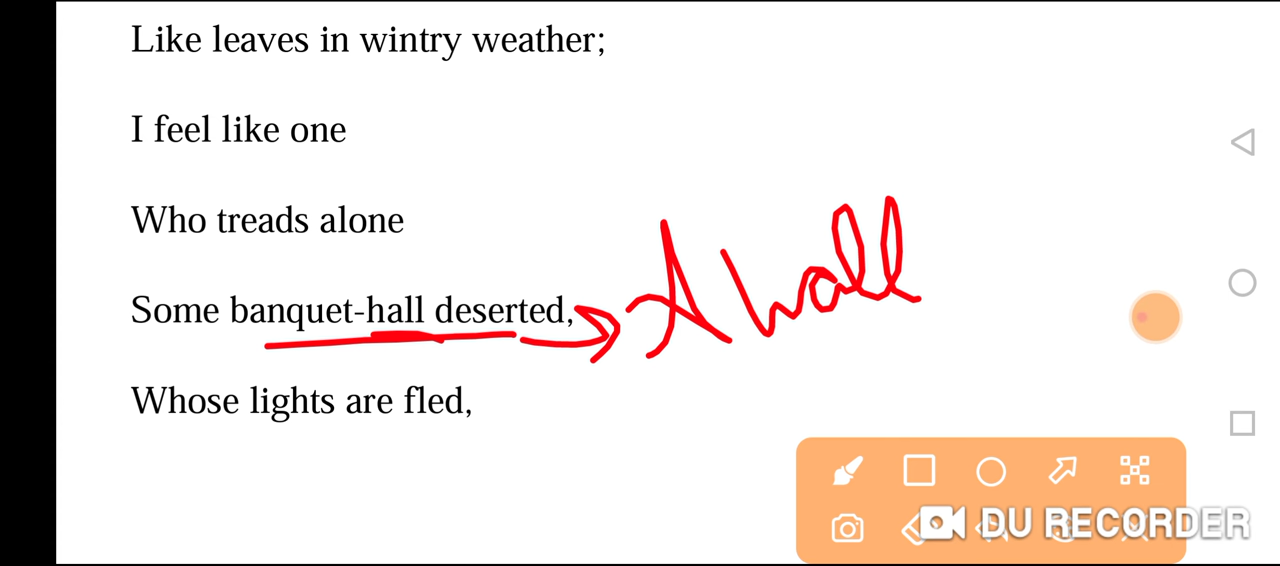 Like leaves in wintry weather;
I feel like one
Who treads alone
Some banquet-hall deserted,
A hall
Whose lights are fled,
DU RECORDER